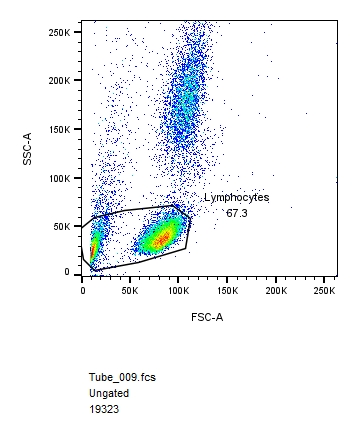 250K
200K
150K
100K
50K
0
SSC-A
Lymphocytes
67.3
0
50K
100K
150K
200K
250K
FSC-A
Tube_009.fcs
Ungated
19323